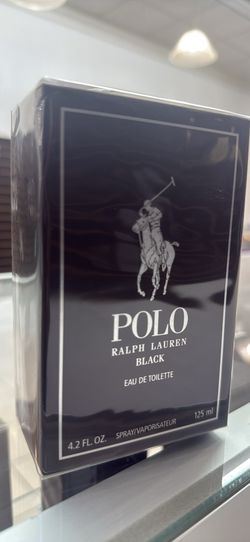 POLO
RALPH LAUREN
BLACK
EAU DE TOILETTE
4.2 FL. OZ. SPRAY/VAPORISATEUR 125 ml